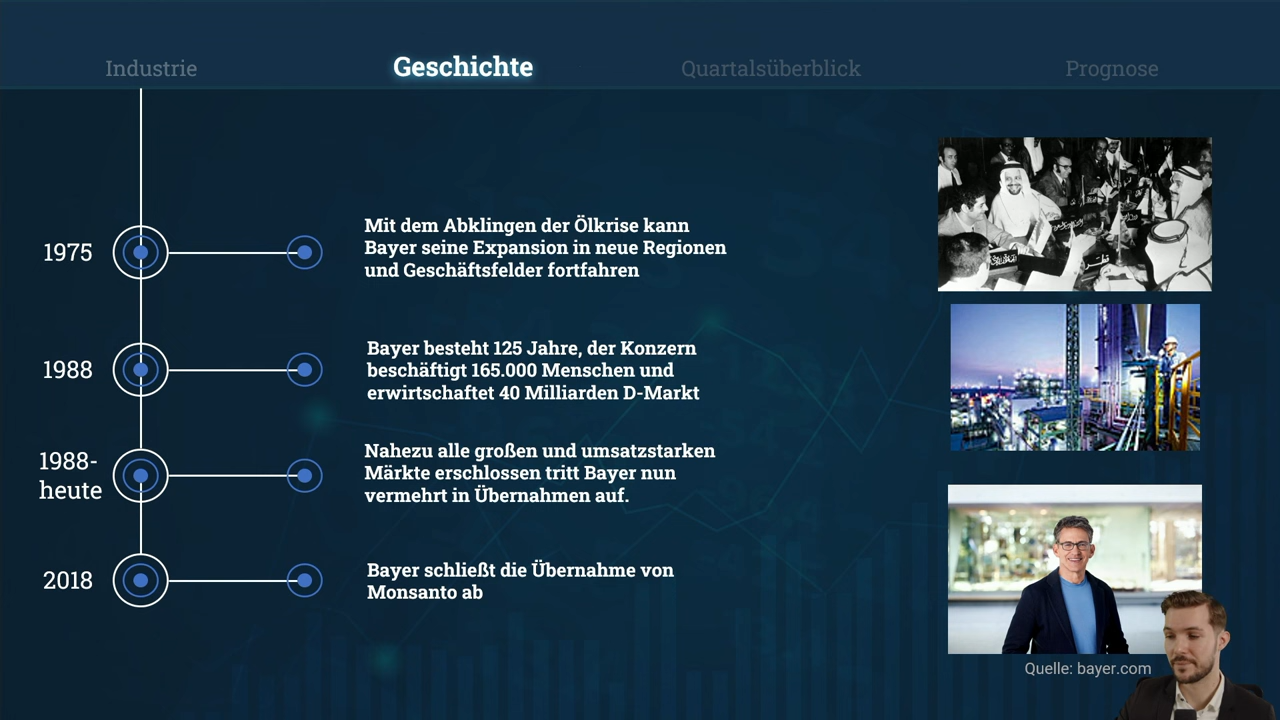 Industrie
Geschichte
Quartalsüberblick
Prognose
1975
Mit dem Abklingen der Ölkrise kann
Bayer seine Expansion in neue Regionen
und Geschäftsfelder fortfahren
1988
Bayer besteht 125 Jahre, der Konzern
beschäftigt 165.000 Menschen und
erwirtschaftet 40 Milliarden D-Markt
1988-
heute
Nahezu alle großen und umsatzstarken
Märkte erschlossen tritt Bayer nun
vermehrt in Übernahmen auf.
2018
Bayer schließt die Übernahme von
Monsanto ab
قطر
Quelle: bayer.com